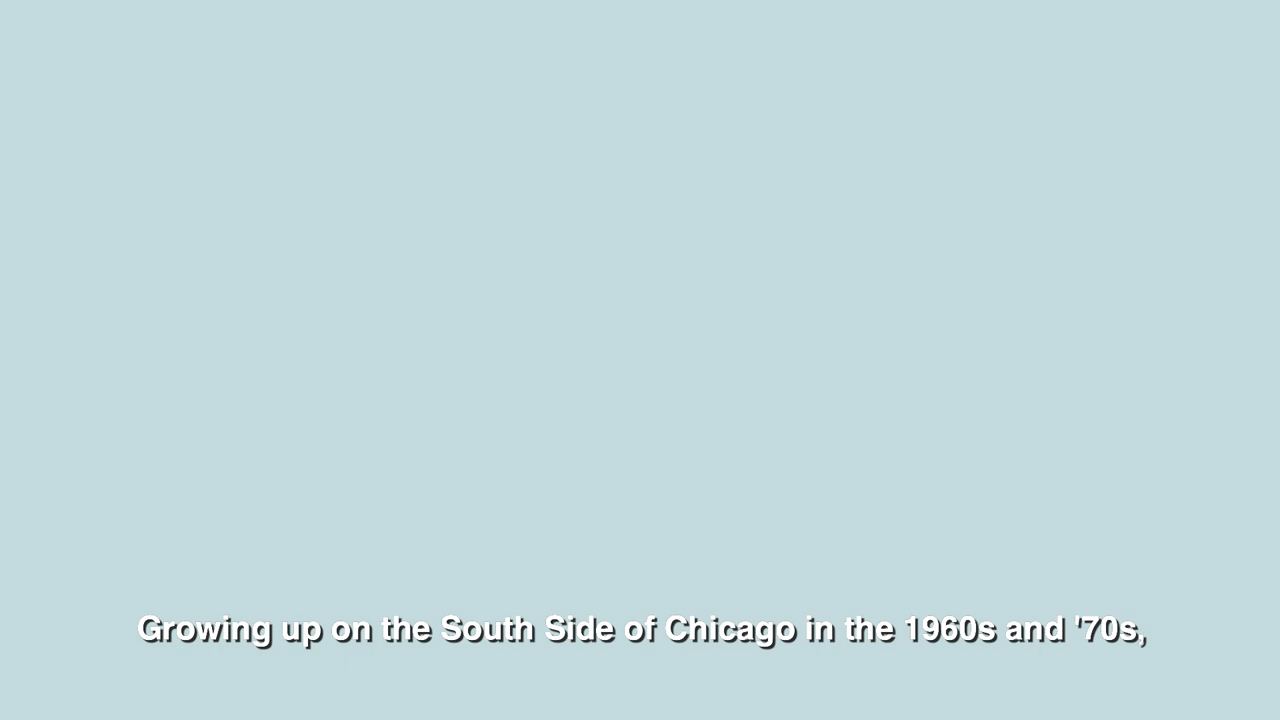 Growing up on the South Side of Chicago in the 1960s and '70s,